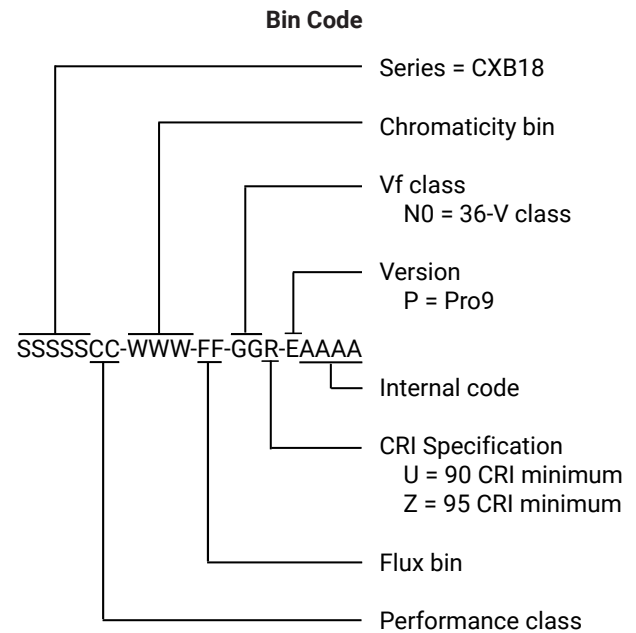 Bin Code
Series = CXB18
Chromaticity bin
Vf class
N0 = 36-V class
Version
P = Pro9
SSSSSCC-WWW-FF-GGR-EAAAA
Internal code
CRI Specification
U = 90 CRI minimum
Z = 95 CRI minimum
Flux bin
Performance class